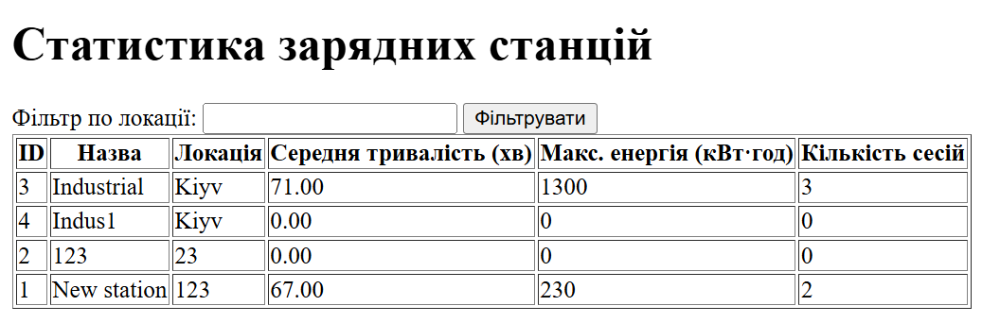 Статистика зарядних станцій
Фільтр по локації: Фільтрувати
ID Назва Локація Середня тривалість (хв) Макс. енергія (кВт·год) Кількість сесій
3 Industrial Kiyv 71.00 1300 3
4 Indus1 Kiyv 0.00 0 0
2 123 23 0.00 0 0
1 New station 123 67.00 230 2